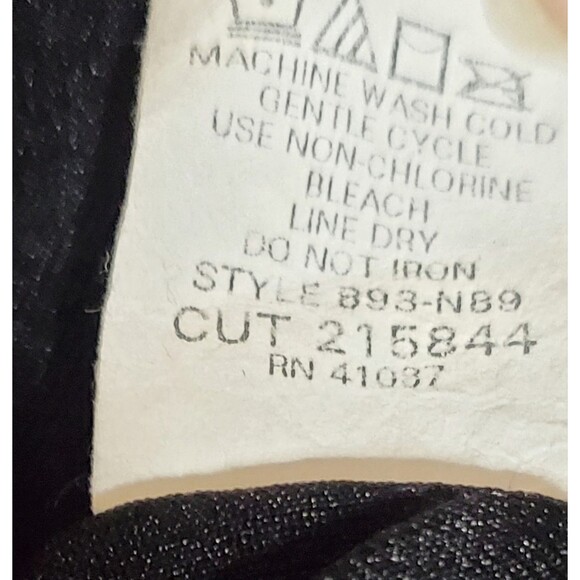 MACHINE WASH COLD
GENTLE CYCLE
USE NON-CHLORINE
BLEACH
LINE DRY
DO NOT IRON
STYLE 893-N89
CUT 215844
RN 41087